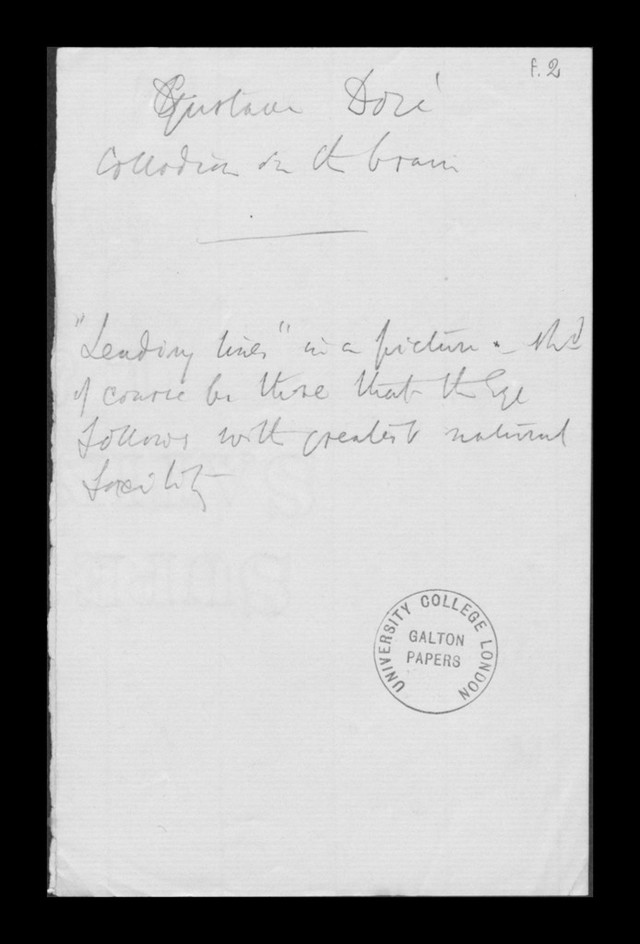 f. 2
Gustave Doré
Collodion on the brain
"Leading lines" in a picture - shd
of course be those that the Eye
follows with greatest natural
facility
UNIVERSITY COLLEGE LONDON
GALTON
PAPERS